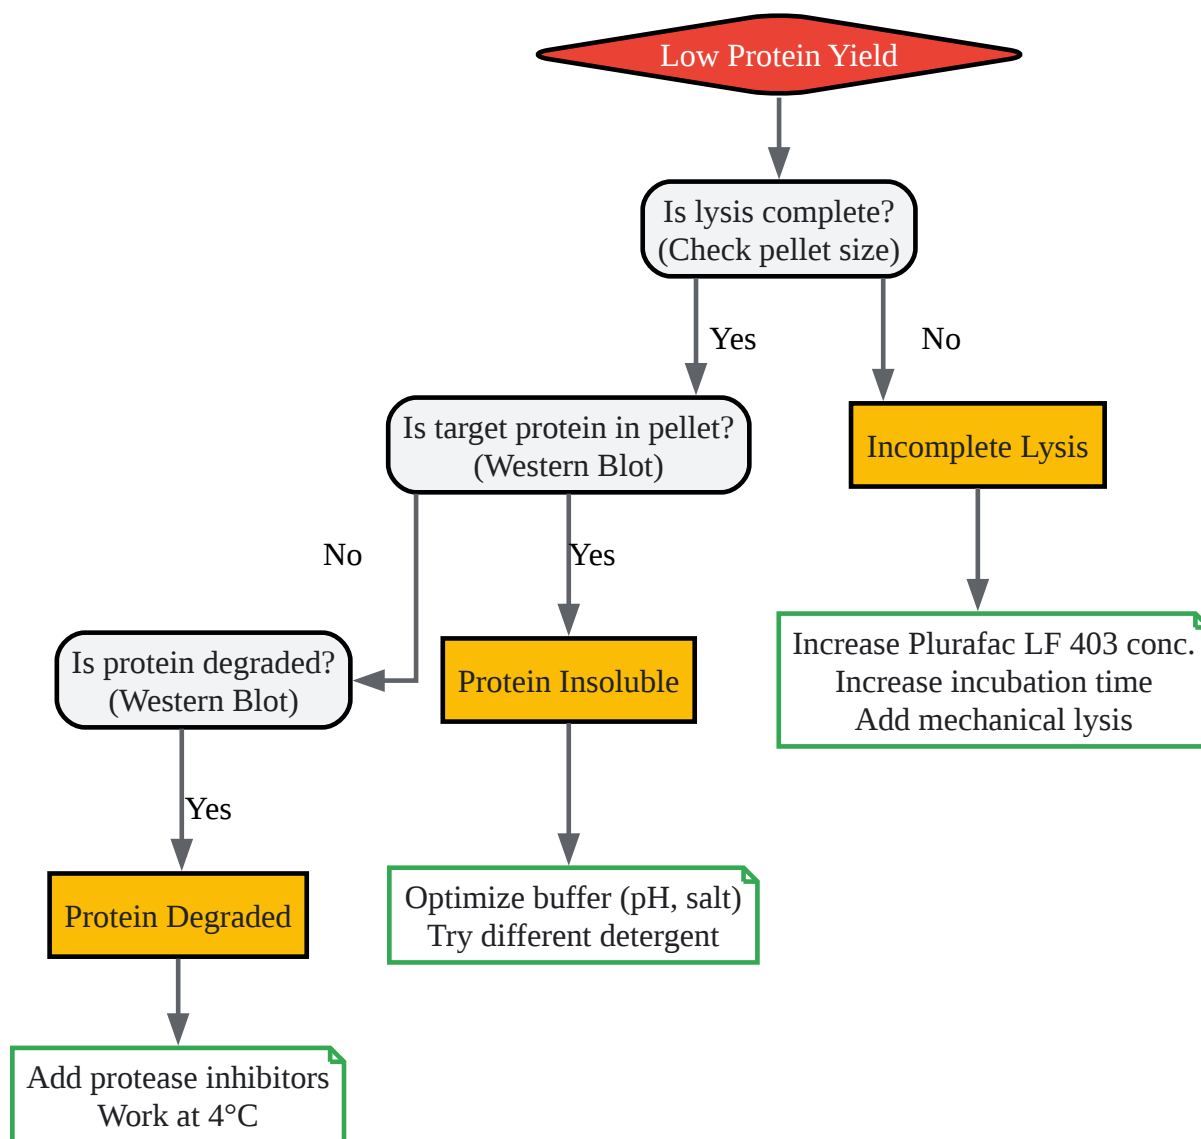 Low Protein Yield
Is lysis complete?
(Check pellet size)
Yes
No
Is target protein in pellet?
(Western Blot)
Incomplete Lysis
No
Yes
Is protein degraded?
(Western Blot)
Protein Insoluble
Increase Plurafac LF 403 conc.
Increase incubation time
Add mechanical lysis
Yes
Protein Degraded
Optimize buffer (pH, salt)
Try different detergent
Add protease inhibitors
Work at 4°C